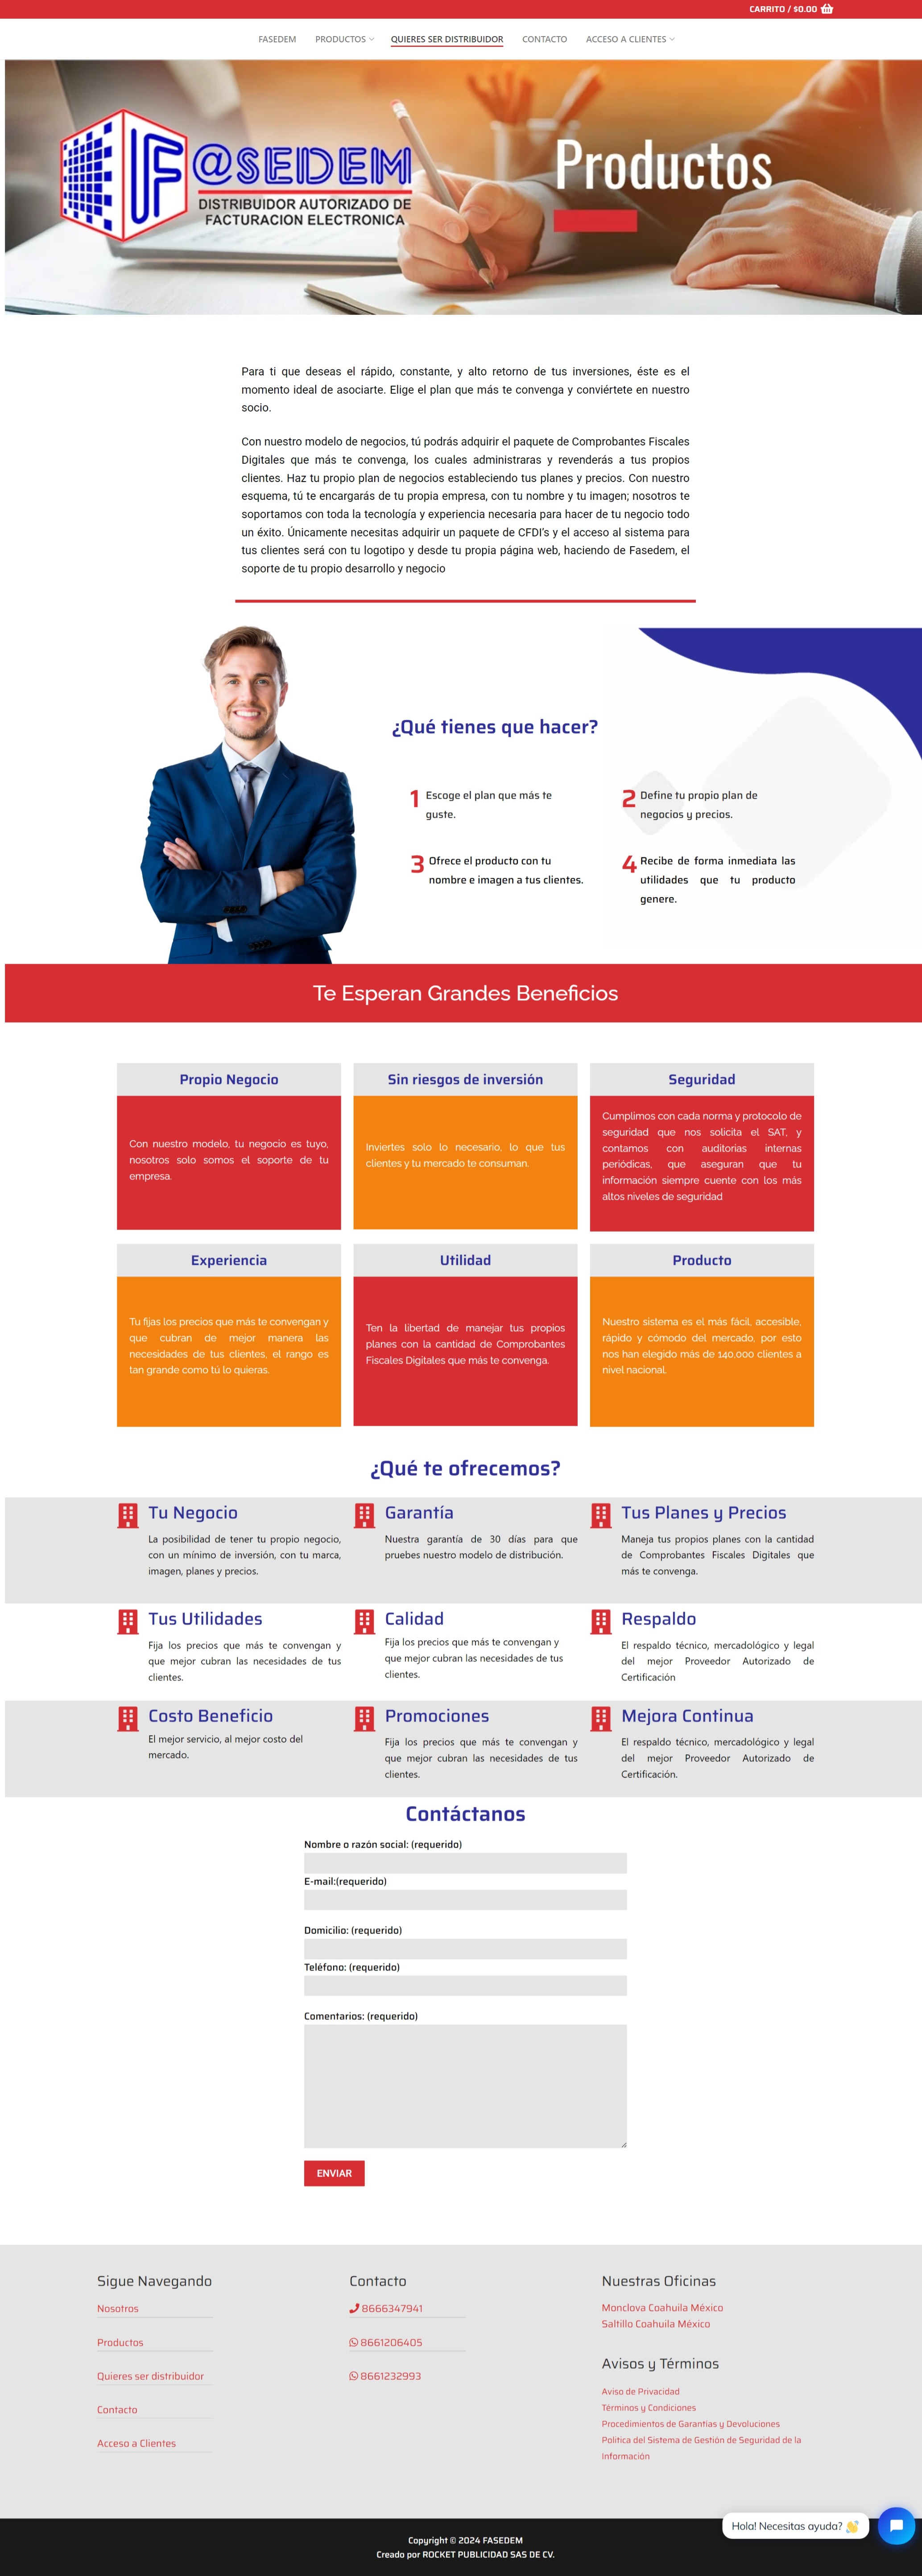 CARRITO / $0.00
FASEDEM
PRODUCTOS
QUIERES SER DISTRIBUIDOR
CONTACTO
ACCESO A CLIENTES
F @SEDEM
DISTRIBUIDOR AUTORIZADO DE
FACTURACION ELECTRONICA
Productos
Para ti que deseas el rápido, constante, y alto retorno de tus inversiones, éste es el
momento ideal de asociarte. Elige el plan que más te convenga y conviértete en nuestro
socio.
Con nuestro modelo de negocios, tú podrás adquirir el paquete de Comprobantes Fiscales
Digitales que más te convenga, los cuales administraras y revenderás a tus propios
clientes. Haz tu propio plan de negocios estableciendo tus planes y precios. Con nuestro
esquema, tú te encargarás de tu propia empresa, con tu nombre y tu imagen; nosotros te
soportamos con toda la tecnología y experiencia necesaria para hacer de tu negocio todo
un éxito. Únicamente necesitas adquirir un paquete de CFDI's y el acceso al sistema para
tus clientes será con tu logotipo y desde tu propia página web, haciendo de Fasedem, el
soporte de tu propio desarrollo y negocio
¿Qué tienes que hacer?
1 Escoge el plan que más te
guste.
2 Define tu propio plan de
negocios y precios.
3 Ofrece el producto con tu
nombre e imagen a tus clientes.
4 Recibe de forma inmediata las
utilidades que tu producto
genere.
Te Esperan Grandes Beneficios
Propio Negocio
Con nuestro modelo, tu negocio es tuyo,
nosotros solo somos el soporte de tu
empresa.
Sin riesgos de inversión
Inviertes solo lo necesario, lo que tus
clientes y tu mercado te consuman.
Seguridad
Cumplimos con cada norma y protocolo de
seguridad que nos solicita el SAT, y
contamos con auditorias internas
periódicas, que aseguran que tu
información siempre cuente con los más
altos niveles de seguridad
Experiencia
Tu fijas los precios que más te convengan y
que cubran de mejor manera las
necesidades de tus clientes, el rango es
tan grande como tú lo quieras.
Utilidad
Ten la libertad de manejar tus propios
planes con la cantidad de Comprobantes
Fiscales Digitales que más te convenga.
Producto
Nuestro sistema es el más fácil, accesible,
rápido y cómodo del mercado, por esto
nos han elegido más de 140,000 clientes a
nivel nacional.
¿Qué te ofrecemos?
Tu Negocio
La posibilidad de tener tu propio negocio,
con un mínimo de inversión, con tu marca,
imagen, planes y precios.
Garantía
Nuestra garantía de 30 días para que
pruebes nuestro modelo de distribución.
Tus Planes y Precios
Maneja tus propios planes con la cantidad
de Comprobantes Fiscales Digitales que
más te convenga.
Tus Utilidades
Fija los precios que más te convengan y
que mejor cubran las necesidades de tus
clientes.
Calidad
Fija los precios que más te convengan y
que mejor cubran las necesidades de tus
clientes.
Respaldo
El respaldo técnico, mercadológico y legal
del mejor Proveedor Autorizado de
Certificación
Costo Beneficio
El mejor servicio, al mejor costo del
mercado.
Promociones
Fija los precios que más te convengan y
que mejor cubran las necesidades de tus
clientes.
Mejora Continua
El respaldo técnico, mercadológico y legal
del mejor Proveedor Autorizado de
Certificación.
Contáctanos
Nombre o razón social: (requerido)
E-mail:(requerido)
Domicilio: (requerido)
Teléfono: (requerido)
Comentarios: (requerido)
ENVIAR
Sigue Navegando
Nosotros
Productos
Quieres ser distribuidor
Contacto
Acceso a Clientes
Contacto
8666347941
8661206405
8661232993
Nuestras Oficinas
Monclova Coahuila México
Saltillo Coahuila México
Avisos y Términos
Aviso de Privacidad
Términos y Condiciones
Procedimientos de Garantías y Devoluciones
Politica del Sistema de Gestión de Seguridad de la
Información
Hola! Necesitas ayuda? 👋
Copyright © 2024 FASEDEM
Creado por ROCKET PUBLICIDAD SAS DE CV.